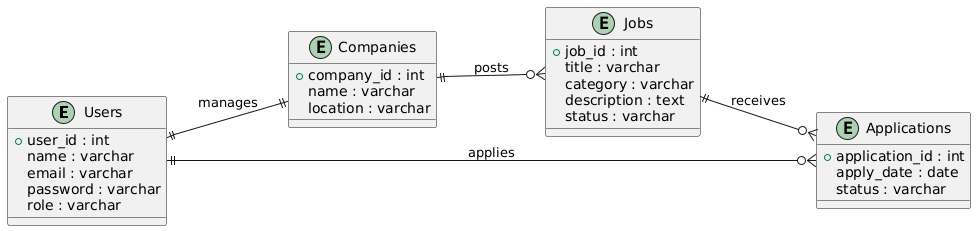 E Users
user_id : int
name : varchar
email : varchar
password : varchar
role : varchar
manages
E Companies
company_id : int
name : varchar
location : varchar
posts
E Jobs
job_id : int
title : varchar
category : varchar
description : text
status : varchar
receives
applies
E Applications
application_id : int
apply_date : date
status : varchar